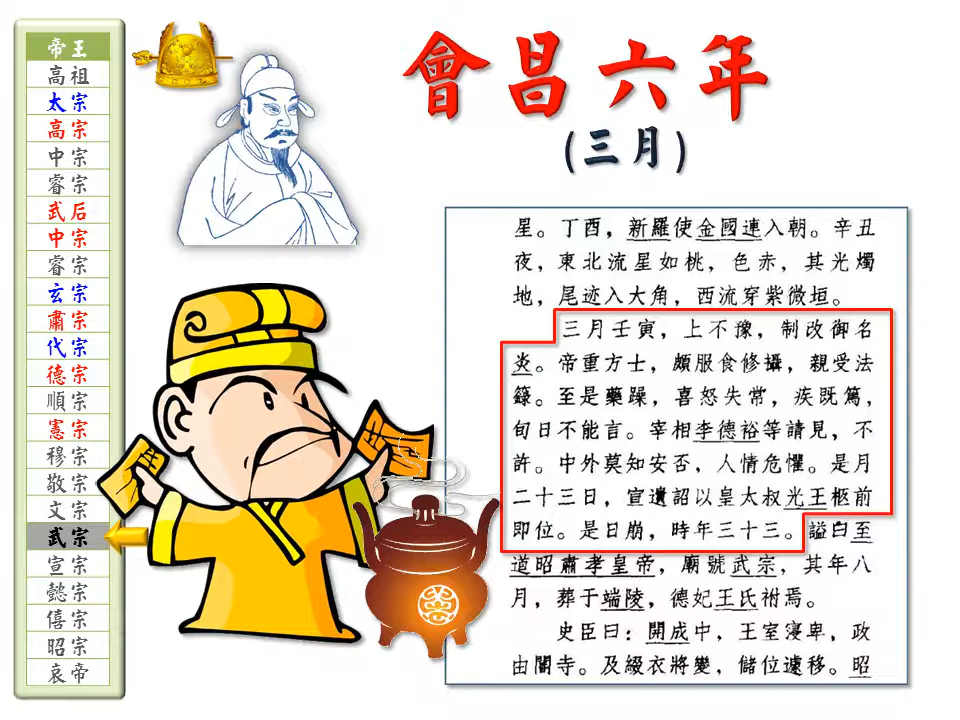 帝王
高祖
太宗
高宗
中宗
睿宗
武后
中宗
睿宗
玄宗
肅宗
代宗
德宗
順宗
憲宗
穆宗
敬宗
文宗
武宗
宣宗
懿宗
僖宗
昭宗
哀帝
會昌六年
(三月)
星。丁酉，新羅使金國連入朝。辛丑
夜，東北流星如桃，色赤，其光燭
地，尾迹入大角，西流穿紫微垣。
三月壬寅，上不豫，制改御名
炎。帝重方士，頗服食修攝，親受法
籙。至是藥躁，喜怒失常，疾既篤，
旬日不能言。宰相李德裕等請見，不
許。中外莫知安否，人情危懼。是月
二十三日，宣遺詔以皇太叔光王柩前
即位。是日崩，時年三十三。謚曰至
道昭肅孝皇帝，廟號武宗，其年八
月，葬于端陵，德妃王氏祔焉。
史臣曰：開成中，王室寖卑，政
由閽寺。及綴衣將變，儲位遽移。昭